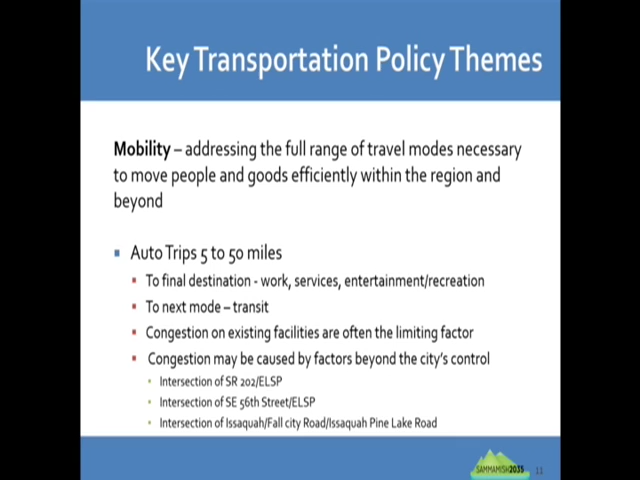 Key Transportation Policy Themes
Mobility – addressing the full range of travel modes necessary
to move people and goods efficiently within the region and
beyond
Auto Trips 5 to 50 miles
To final destination - work, services, entertainment/recreation
To next mode – transit
Congestion on existing facilities are often the limiting factor
Congestion may be caused by factors beyond the city's control
Intersection of SR 202/ELSP
Intersection of SE 56th Street/ELSP
Intersection of Issaquah/Fall city Road/Issaquah Pine Lake Road
SAMMAMISH2035
11